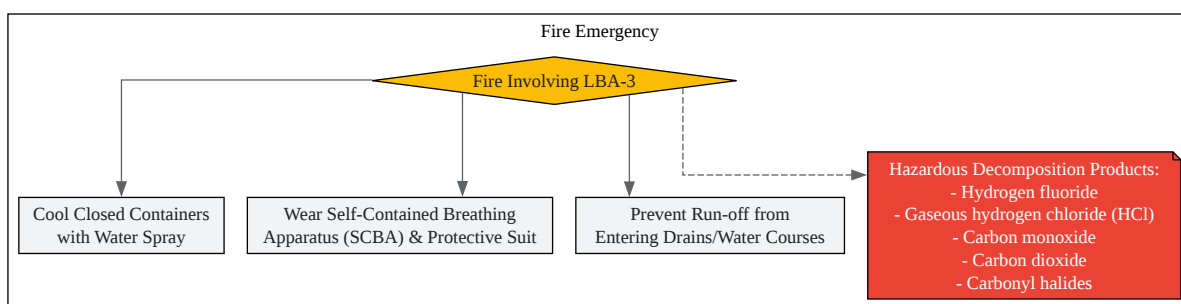 Fire Emergency
Fire Involving LBA-3
Cool Closed Containers
with Water Spray
Wear Self-Contained Breathing
Apparatus (SCBA) & Protective Suit
Prevent Run-off from
Entering Drains/Water Courses
Hazardous Decomposition Products:
- Hydrogen fluoride
- Gaseous hydrogen chloride (HCl)
- Carbon monoxide
- Carbon dioxide
- Carbonyl halides